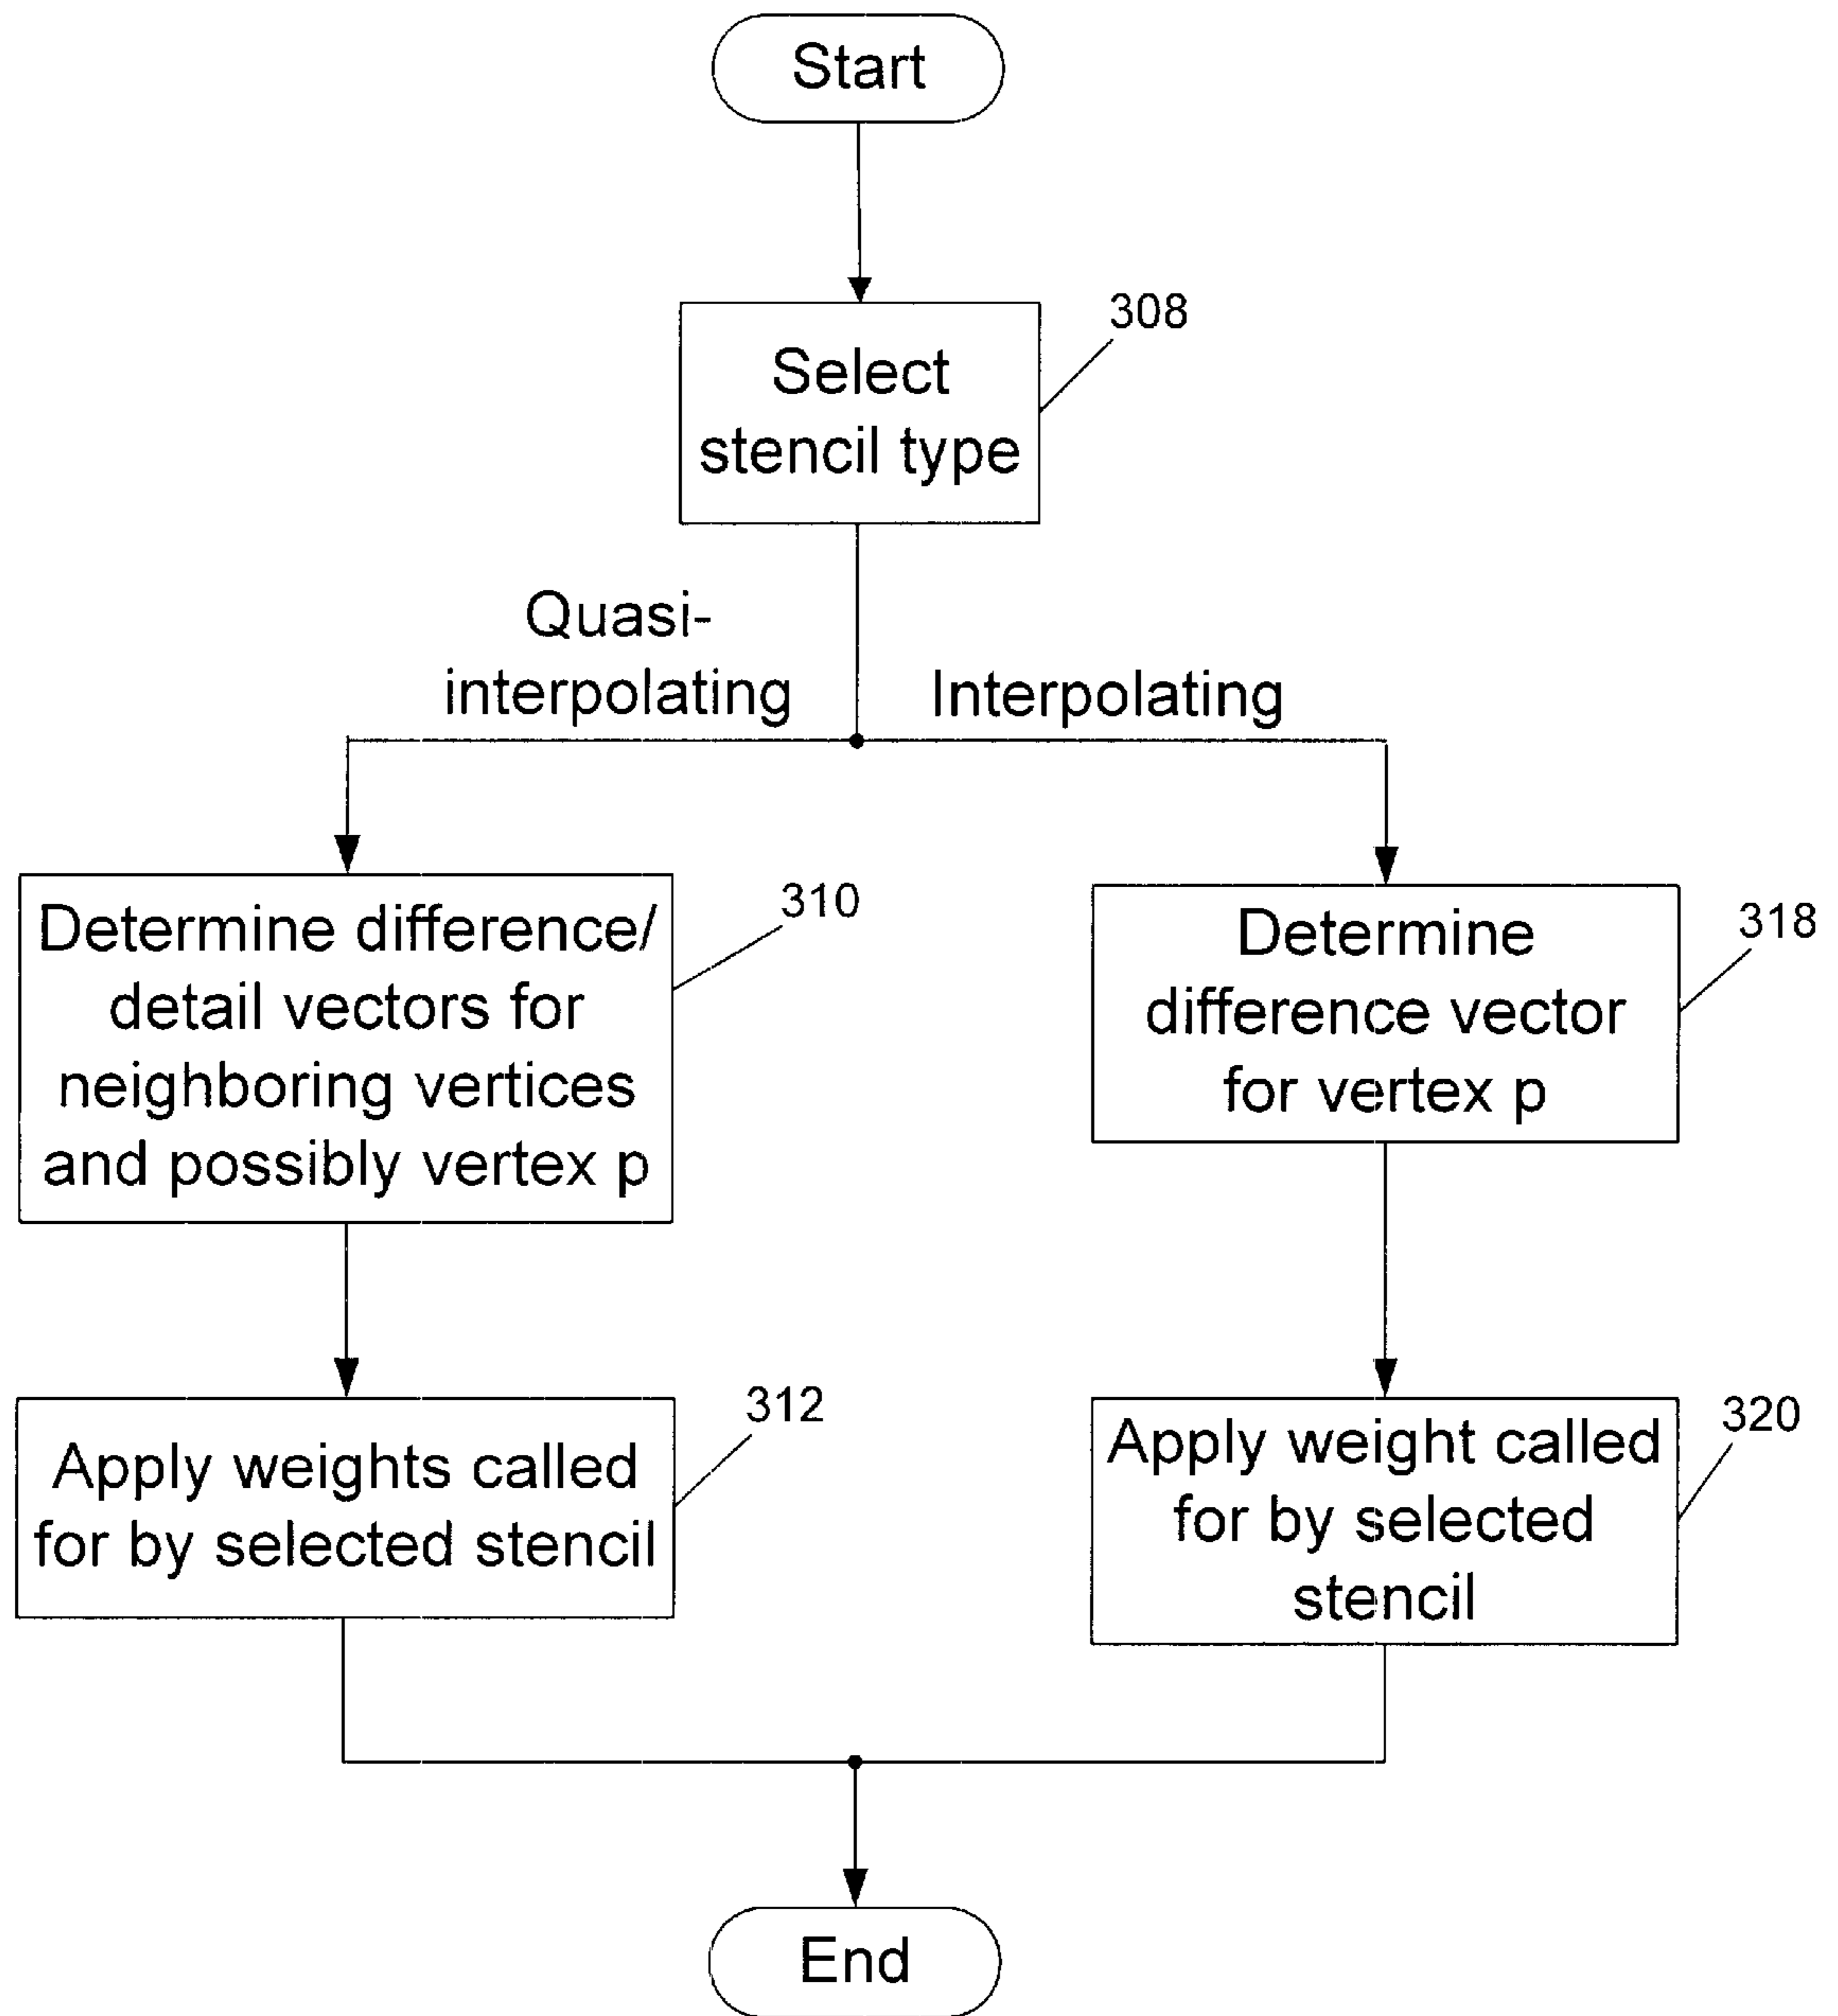 Start
308
Select
stencil type
Quasi-
interpolating
Interpolating
310
Determine difference/
detail vectors for
neighboring vertices
and possibly vertex p
318
Determine
difference vector
for vertex p
312
Apply weights called
for by selected stencil
320
Apply weight called
for by selected
stencil
End